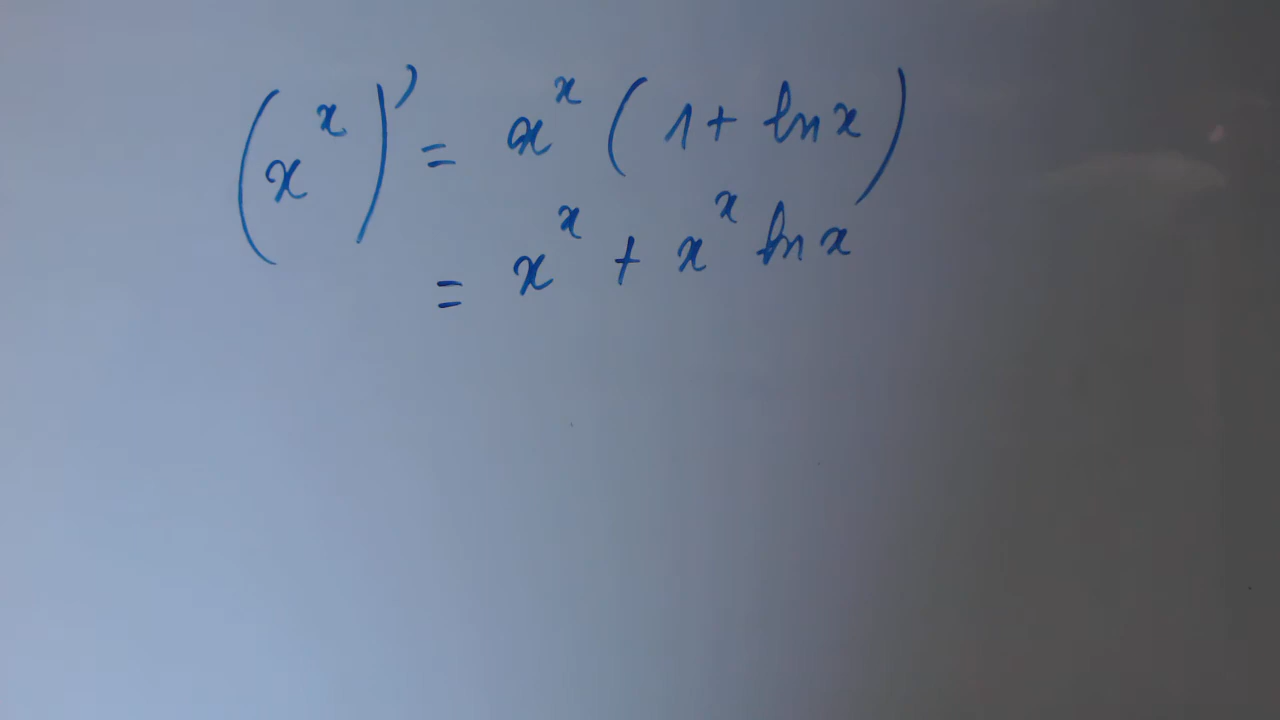 (x^x)' = x^x (1 + ln x)
= x^x + x^x ln x